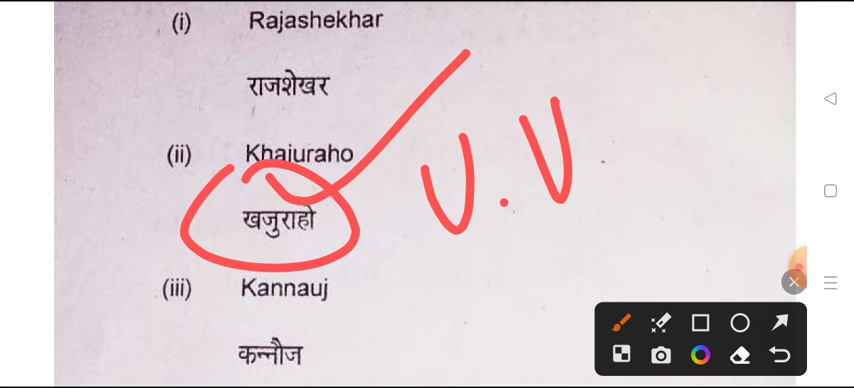 (i) Rajashekhar
राजशेखर
(ii) Khajuraho
V.V
खजुराहो
(iii) Kannauj
कन्नौज